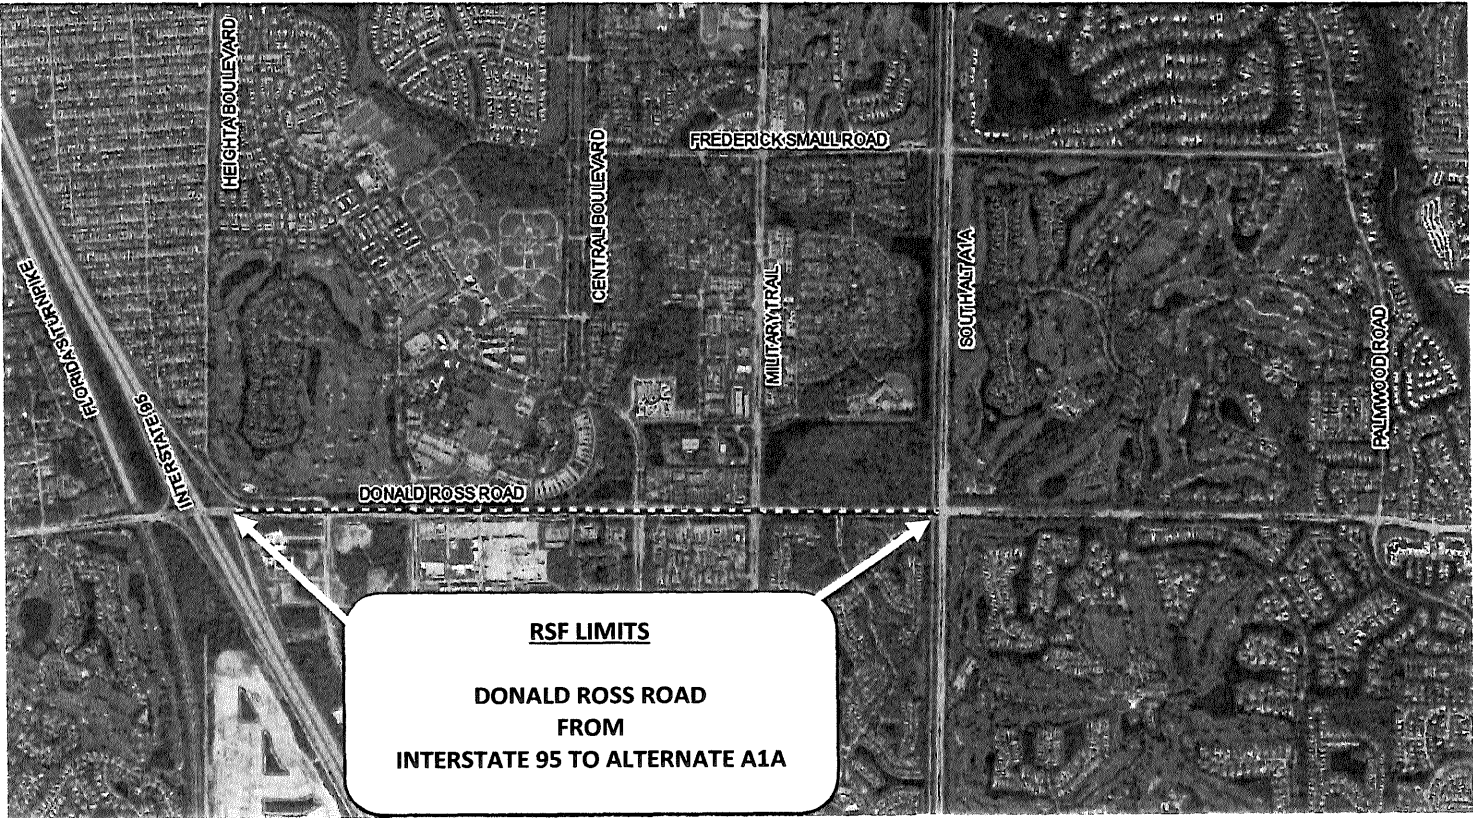 HEIGHTA BOULEVARD
FREDERICK SMALL ROAD
CENTRAL BOULEVARD
FLORIDA'S TURNPIKE
INTERSTATE 95
MILITARY TRAIL
SOUTH ALT A1A
PALMWOOD ROAD
DONALD ROSS ROAD
RSF LIMITS
DONALD ROSS ROAD
FROM
INTERSTATE 95 TO ALTERNATE A1A